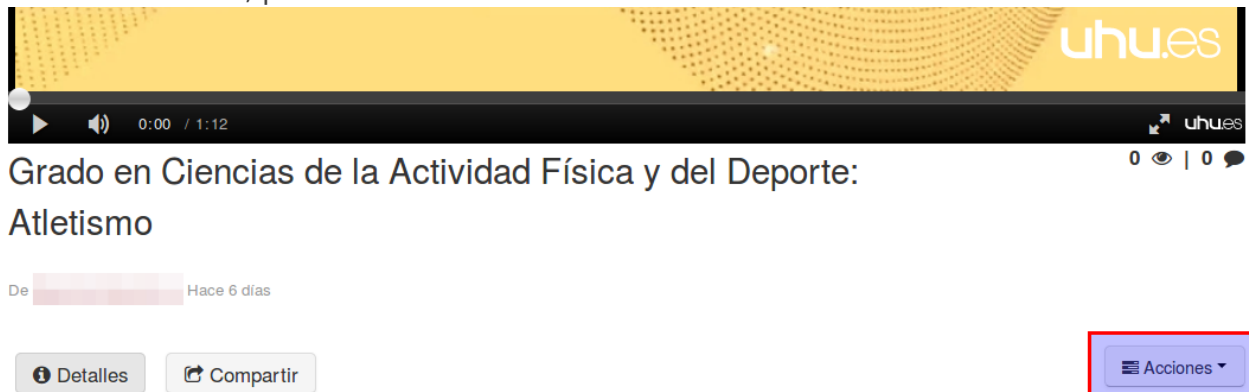 uhu.es
0:00 / 1:12
uhu.es
Grado en Ciencias de la Actividad Física y del Deporte:
Atletismo
0 | 0
De
Hace 6 días
Detalles
Compartir
Acciones